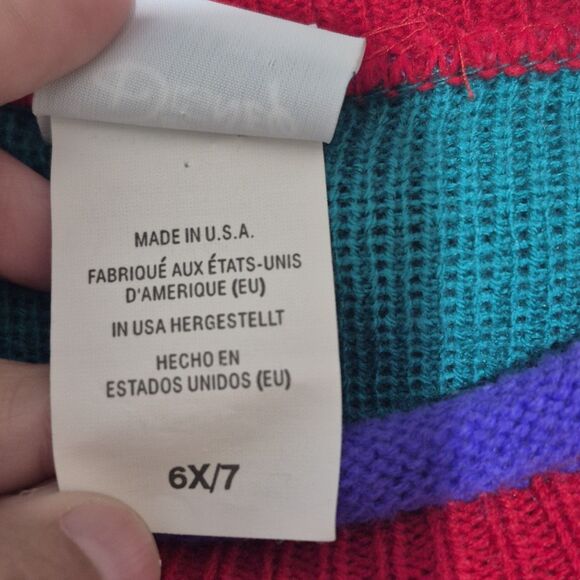 MADE IN U.S.A.
FABRIQUÉ AUX ÉTATS-UNIS
D'AMERIQUE (EU)
IN USA HERGESTELLT
HECHO EN
ESTADOS UNIDOS (EU)
6X/7